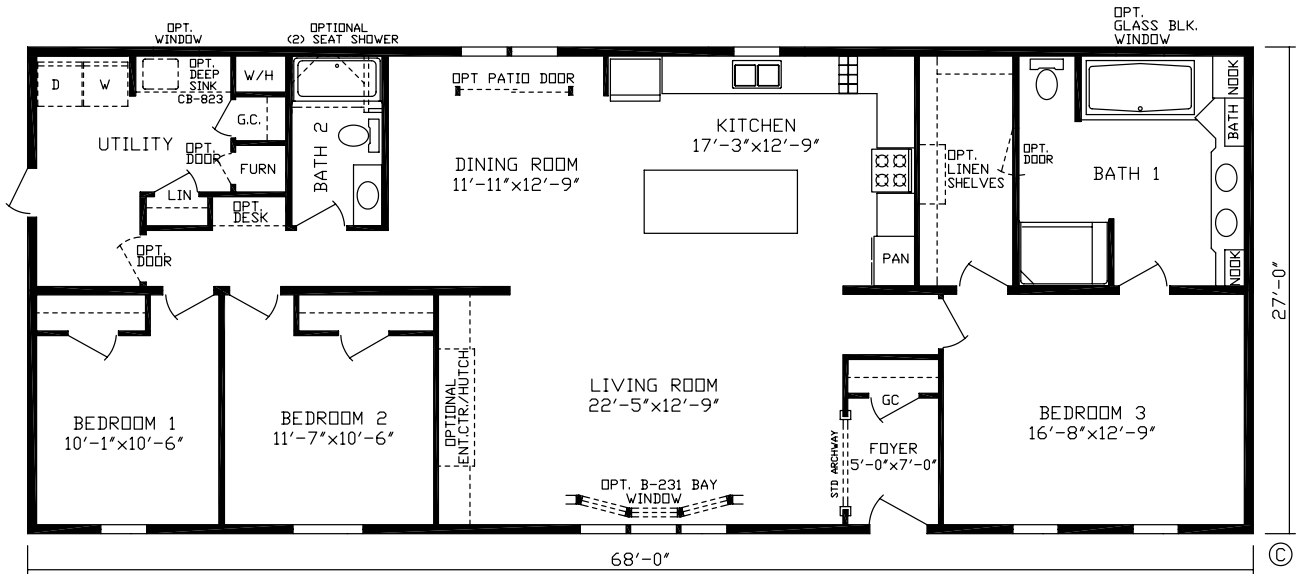 OPT.
WINDOW
OPTIONAL
(2) SEAT SHOWER
OPT.
GLASS BLK.
WINDOW
D
W
OPT.
DEEP
SINK
CB-823
W/H
G.C.
UTILITY
OPT.
DOOR
FURN
LIN
OPT.
DESK
BATH 2
OPT.
DOOR
OPT PATIO DOOR
DINING ROOM
11'-11"x12'-9"
KITCHEN
17'-3"x12'-9"
PAN
OPT.
LINEN
SHELVES
OPT.
DOOR
BATH 1
NOOK
BATH
NOOK
27'-0"
BEDROOM 1
10'-1"x10'-6"
BEDROOM 2
11'-7"x10'-6"
OPTIONAL
ENT.CTR./HUTCH
LIVING ROOM
22'-5"x12'-9"
OPT. B-231 BAY
WINDOW
STD ARCHWAY
GC
FOYER
5'-0"x7'-0"
BEDROOM 3
16'-8"x12'-9"
68'-0"
©